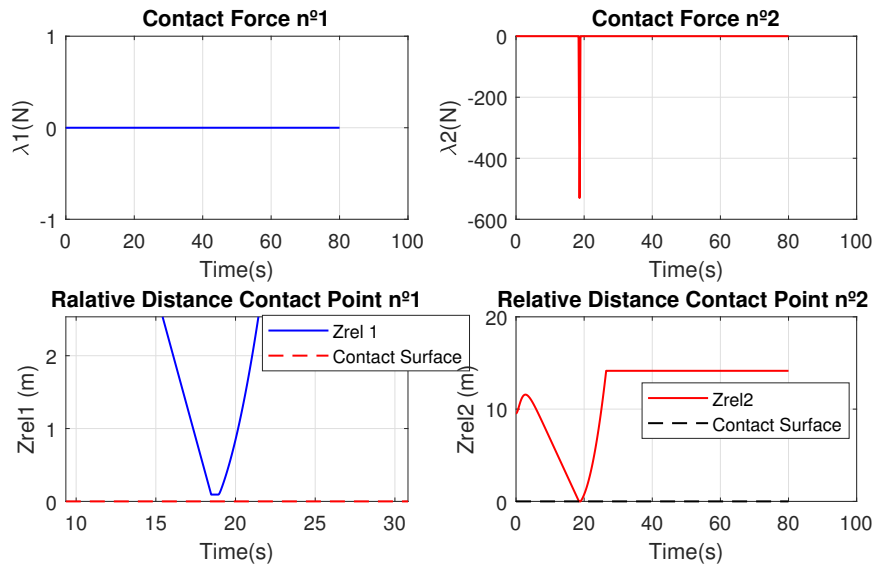 Contact Force nº1
1
0
-1
λ1(N)
0 20 40 60 80 100
Time(s)
Contact Force nº2
0
-200
-400
-600
λ2(N)
0 20 40 60 80 100
Time(s)
Ralative Distance Contact Point nº1
2
1
0
Zrel1 (m)
10 15 20 25 30
Time(s)
Zrel 1
Contact Surface
Relative Distance Contact Point nº2
20
10
0
Zrel2 (m)
0 20 40 60 80 100
Time(s)
Zrel2
Contact Surface